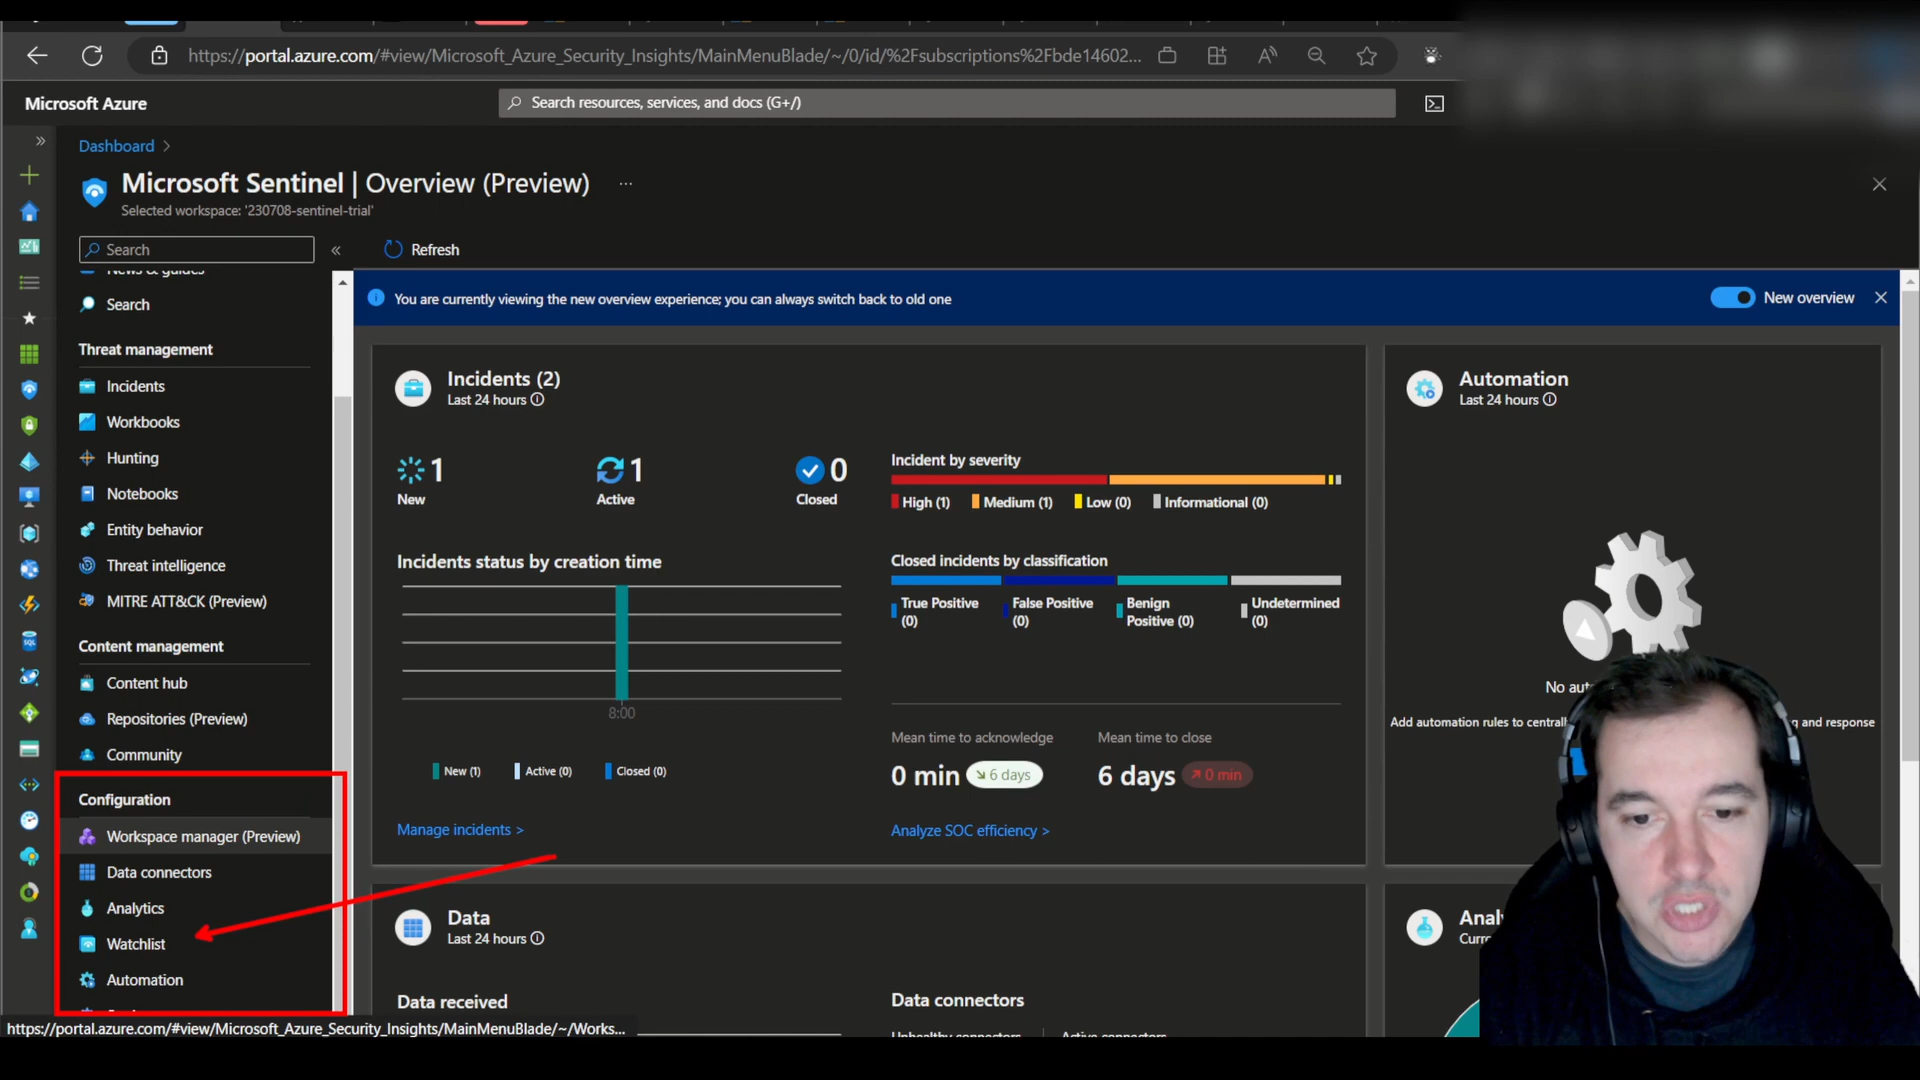 https://portal.azure.com/#view/Microsoft_Azure_Security_Insights/MainMenuBlade/~/0/id/%2Fsubscriptions%2Fbde14602...
Microsoft Azure
Search resources, services, and docs (G+/)
Dashboard >
Microsoft Sentinel | Overview (Preview) ...
Selected workspace: '230708-sentinel-trial'
Search
«
Refresh
News & guides
Search
Threat management
Incidents
Workbooks
Hunting
Notebooks
Entity behavior
Threat intelligence
MITRE ATT&CK (Preview)
Content management
Content hub
Repositories (Preview)
Community
Configuration
Workspace manager (Preview)
Data connectors
Analytics
Watchlist
Automation
https://portal.azure.com/#view/Microsoft_Azure_Security_Insights/MainMenuBlade/~/Works...
You are currently viewing the new overview experience; you can always switch back to old one
New overview
Incidents (2)
Last 24 hours
1
New
1
Active
0
Closed
Incident by severity
High (1)
Medium (1)
Low (0)
Informational (0)
Incidents status by creation time
8:00
New (1)
Active (0)
Closed (0)
Closed incidents by classification
True Positive (0)
False Positive (0)
Benign Positive (0)
Undetermined (0)
Mean time to acknowledge
0 min
6 days
Mean time to close
6 days
0 min
Manage incidents >
Analyze SOC efficiency >
Automation
Last 24 hours
No
Add automation rules to
and response
Data
Last 24 hours
Data received
Data connectors
Unhealthy connectors
Active connectors